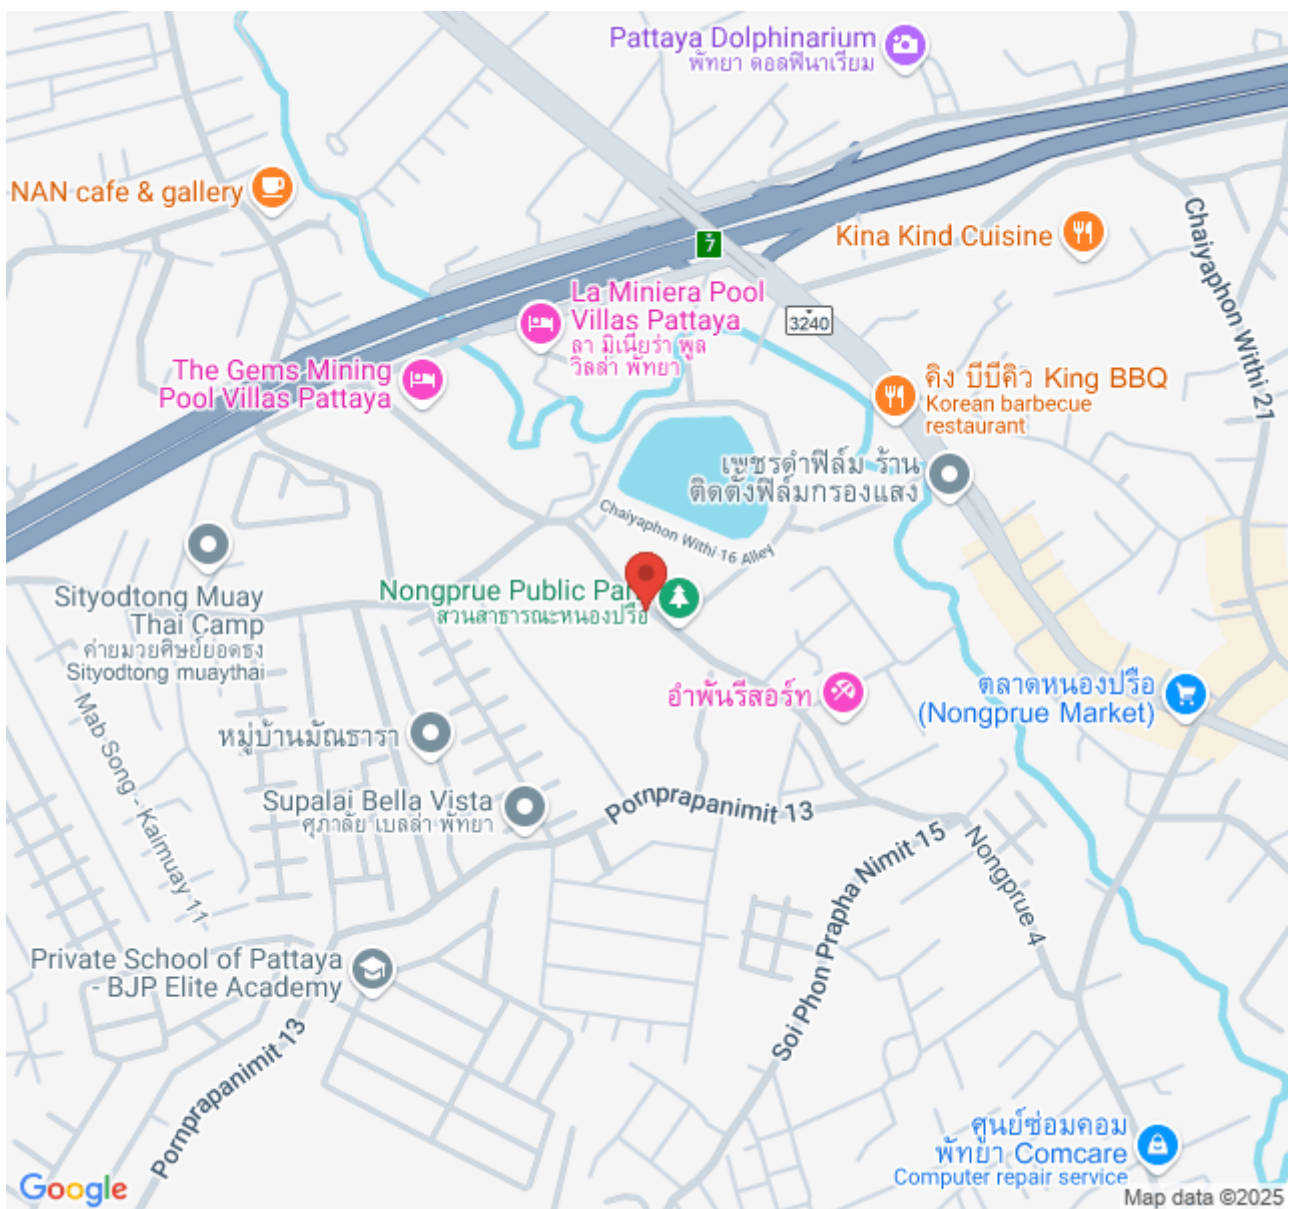 Pattaya Dolphinarium
พัทยา ดอลฟินาเรียม
NAN cafe & gallery
Kina Kind Cuisine
7
Chaiyaphon Withi 21
La Miniera Pool
Villas Pattaya
ลา มิเนียร่า พูล
วิลล่า พัทยา
3240
The Gems Mining
Pool Villas Pattaya
คิง บีบีคิว King BBQ
Korean barbecue
restaurant
เพชรดำฟิล์ม ร้าน
ติดตั้งฟิล์มกรองแสง
Chaiyaphon Withi 16 Alley
Sityodtong Muay
Thai Camp
ค่ายมวยศิษย์ยอดธง
Sityodtong muaythai
Nongprue Public Par
สวนสาธารณะหนองปรือ
อำพันรีสอร์ท
ตลาดหนองปรือ
(Nongprue Market)
Mab Song - Kaimuay 11
หมู่บ้านมัณธารา
Supalai Bella Vista
ศุภาลัย เบลล่า พัทยา
Pornprapanimit 13
Soi Phon Prapha Nimit 15
Nongprue 4
Private School of Pattaya
- BJP Elite Academy
Pornprapanimit 13
ศูนย์ซ่อมคอม
พัทยา Comcare
Computer repair service
Google
Map data ©2025